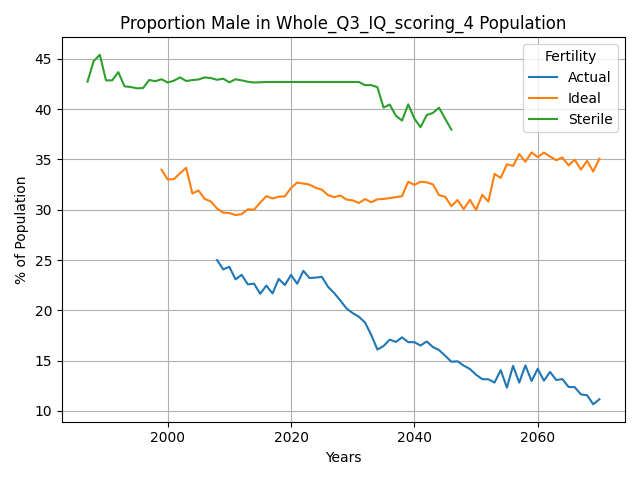 Proportion Male in Whole_Q3_IQ_scoring_4 Population
Fertility
Actual
Ideal
Sterile
% of Population
45
40
35
30
25
20
15
10
2000 2020 2040 2060
Years